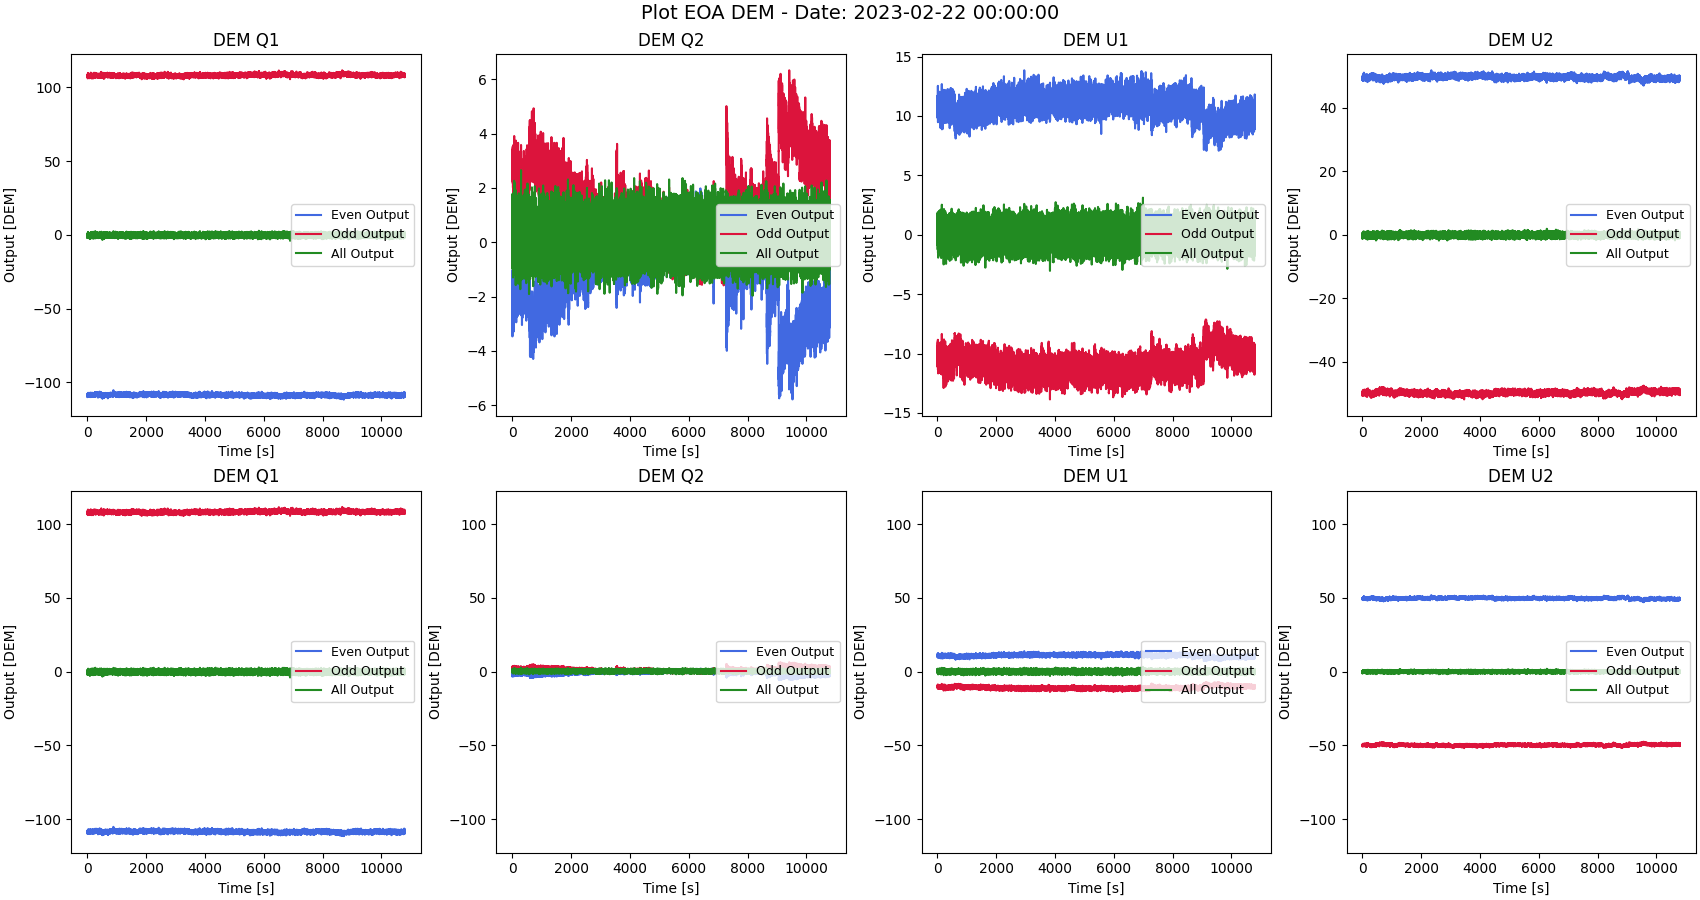 Plot EOA DEM - Date: 2023-02-22 00:00:00
DEM Q1
Output [DEM]
100
50
0
−50
−100
Even Output
Odd Output
All Output
0 2000 4000 6000 8000 10000
Time [s]
DEM Q2
Output [DEM]
6
4
2
0
−2
−4
−6
Even Output
Odd Output
All Output
0 2000 4000 6000 8000 10000
Time [s]
DEM U1
Output [DEM]
15
10
5
0
−5
−10
−15
Even Output
Odd Output
All Output
0 2000 4000 6000 8000 10000
Time [s]
DEM U2
Output [DEM]
40
20
0
−20
−40
Even Output
Odd Output
All Output
0 2000 4000 6000 8000 10000
Time [s]
DEM Q1
Output [DEM]
100
50
0
−50
−100
Even Output
Odd Output
All Output
0 2000 4000 6000 8000 10000
Time [s]
DEM Q2
Output [DEM]
100
50
0
−50
−100
Even Output
Odd Output
All Output
0 2000 4000 6000 8000 10000
Time [s]
DEM U1
Output [DEM]
100
50
0
−50
−100
Even Output
Odd Output
All Output
0 2000 4000 6000 8000 10000
Time [s]
DEM U2
Output [DEM]
100
50
0
−50
−100
Even Output
Odd Output
All Output
0 2000 4000 6000 8000 10000
Time [s]